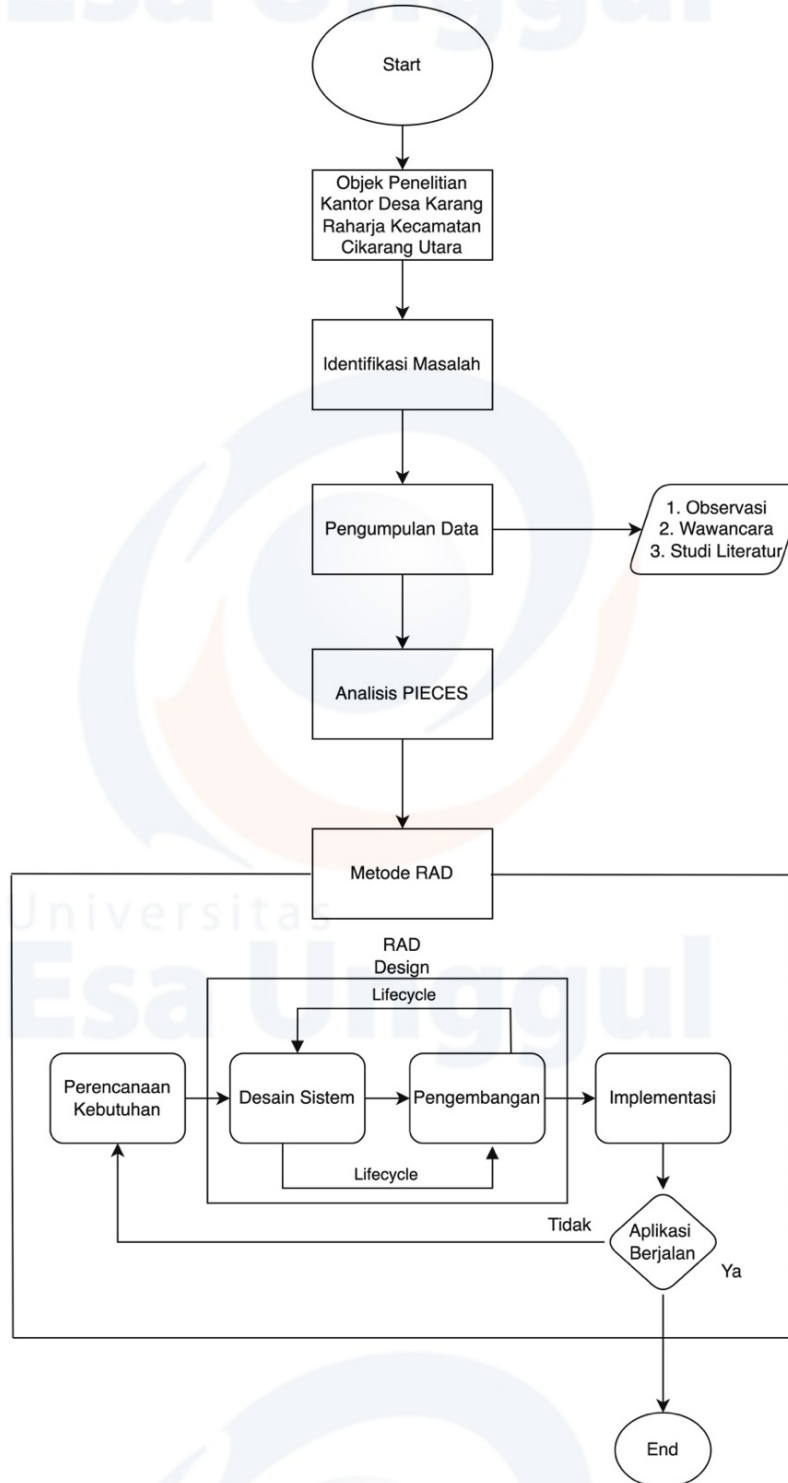 Esa Unggul
Start
Objek Penelitian
Kantor Desa Karang
Raharja Kecamatan
Cikarang Utara
Identifikasi Masalah
Pengumpulan Data
1. Observasi
2. Wawancara
3. Studi Literatur
Analisis PIECES
Metode RAD
Universitas
Esa Unggul
RAD
Design
Lifecycle
Perencanaan
Kebutuhan
Desain Sistem
Pengembangan
Implementasi
Lifecycle
Tidak
Aplikasi
Berjalan
Ya
End